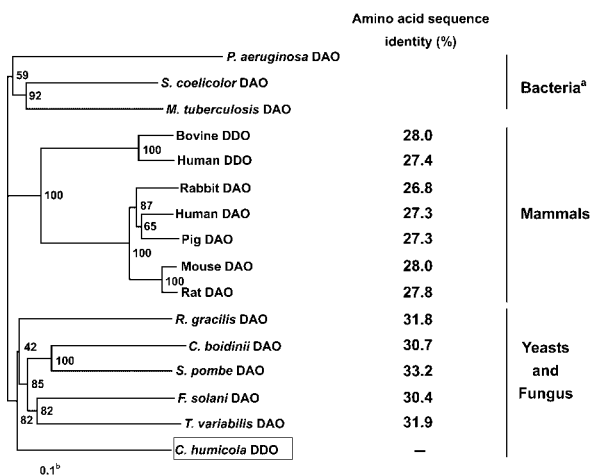 Amino acid sequence
identity (%)
P. aeruginosa DAO
59
S. coelicolor DAO
92
Bacteriaᵃ
M. tuberculosis DAO
Bovine DDO 28.0
100
Human DDO 27.4
100
Rabbit DAO 26.8
87
Human DAO 27.3
65
Mammals
Pig DAO 27.3
100
Mouse DAO 28.0
100
Rat DAO 27.8
R. gracilis DAO 31.8
42
C. boidinii DAO 30.7
100
Yeasts
and
Fungus
S. pombe DAO 33.2
85
F. solani DAO 30.4
82
82
T. variabilis DAO 31.9
C. humicola DDO –
0.1ᵇ